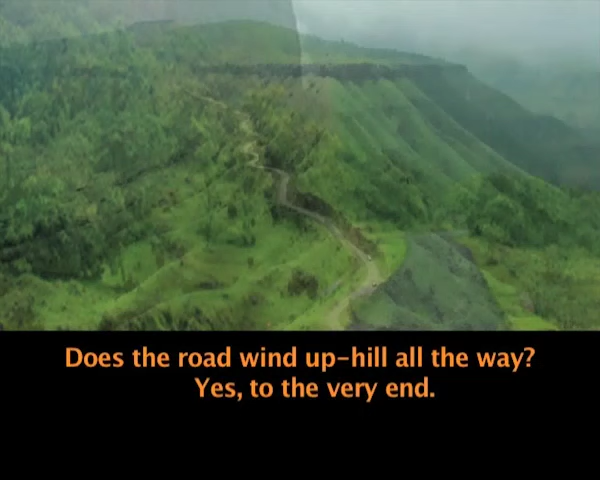 Does the road wind up-hill all the way?
Yes, to the very end.